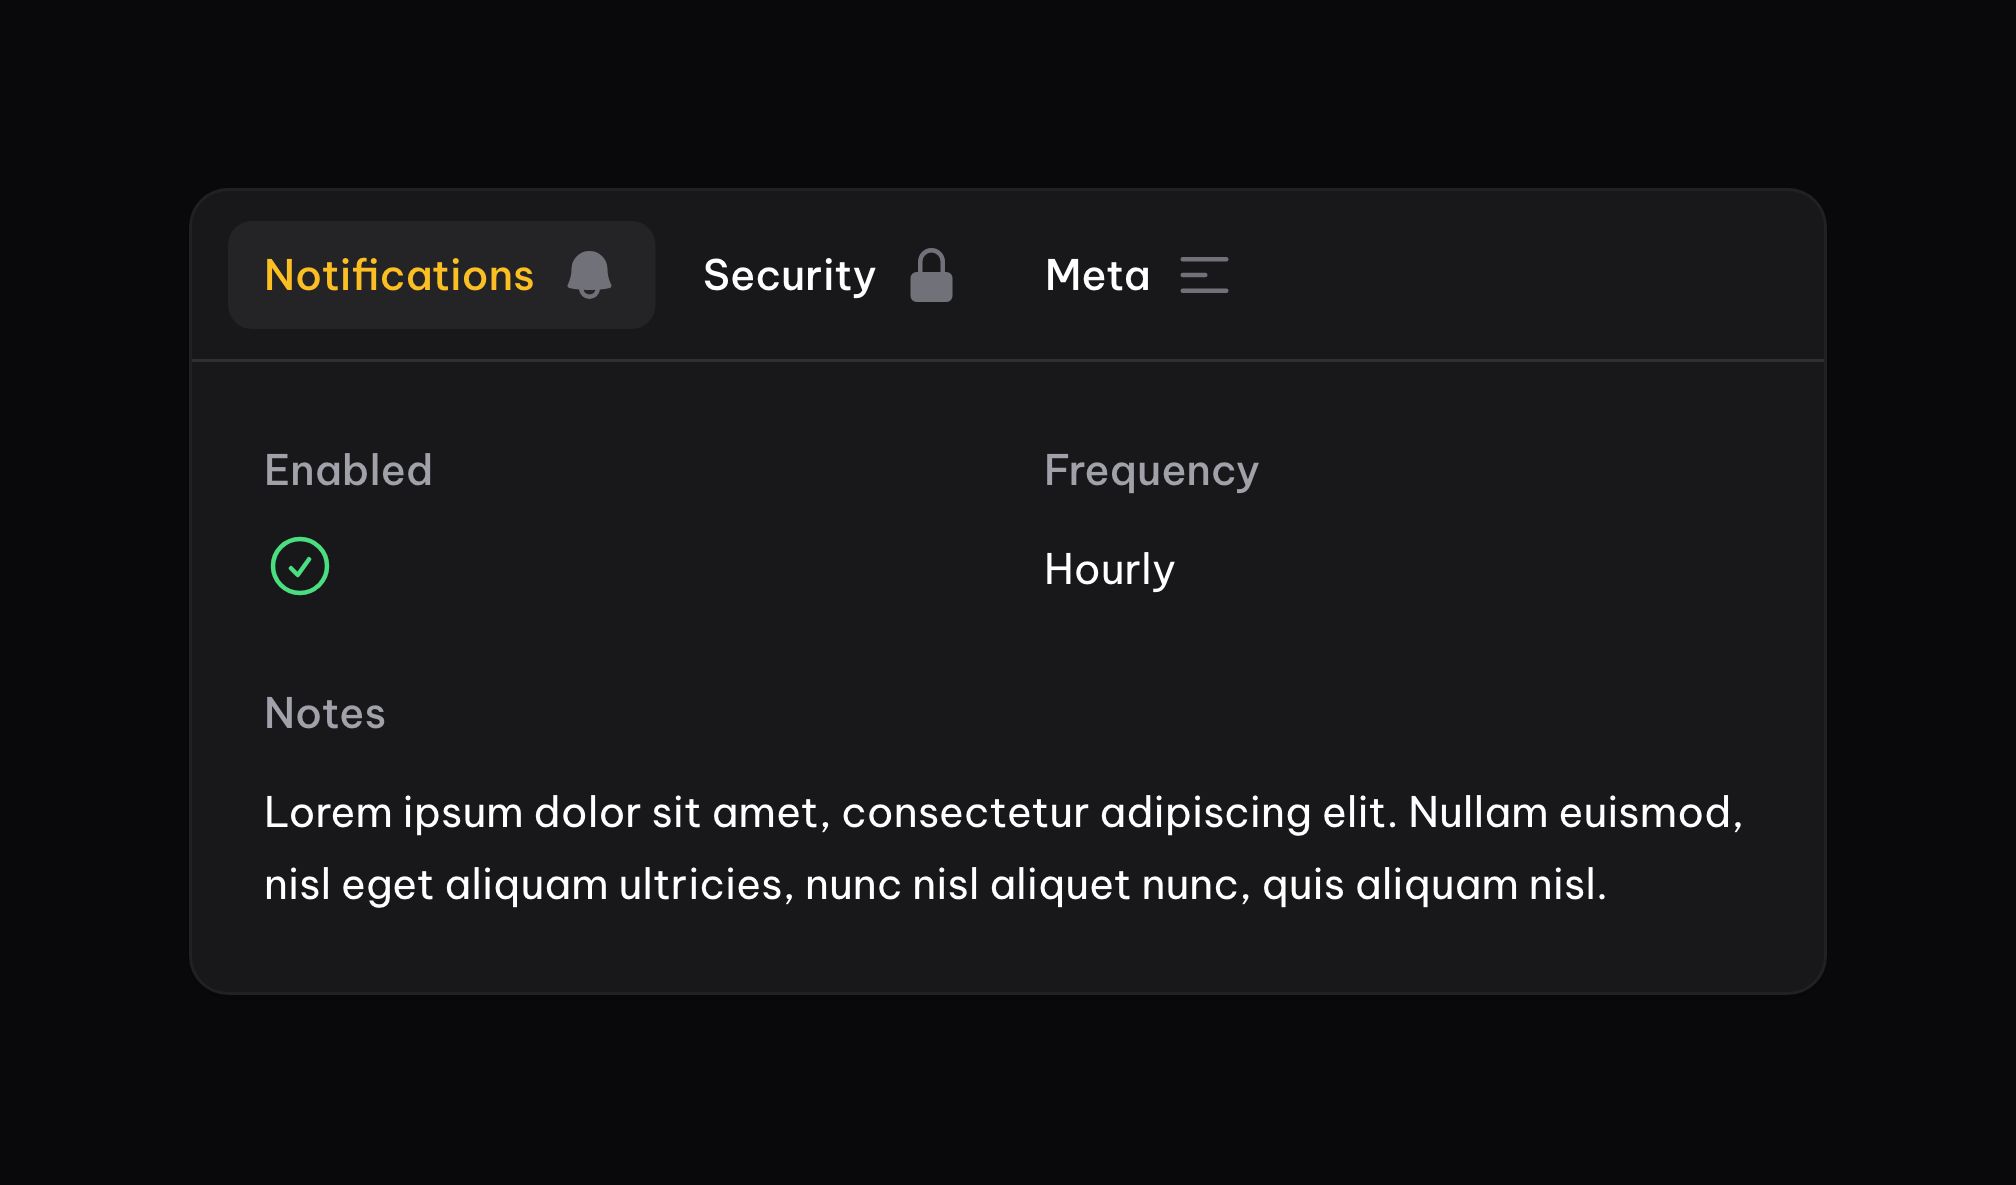 Notifications Security Meta
Enabled Frequency
Hourly
Notes
Lorem ipsum dolor sit amet, consectetur adipiscing elit. Nullam euismod,
nisl eget aliquam ultricies, nunc nisl aliquet nunc, quis aliquam nisl.